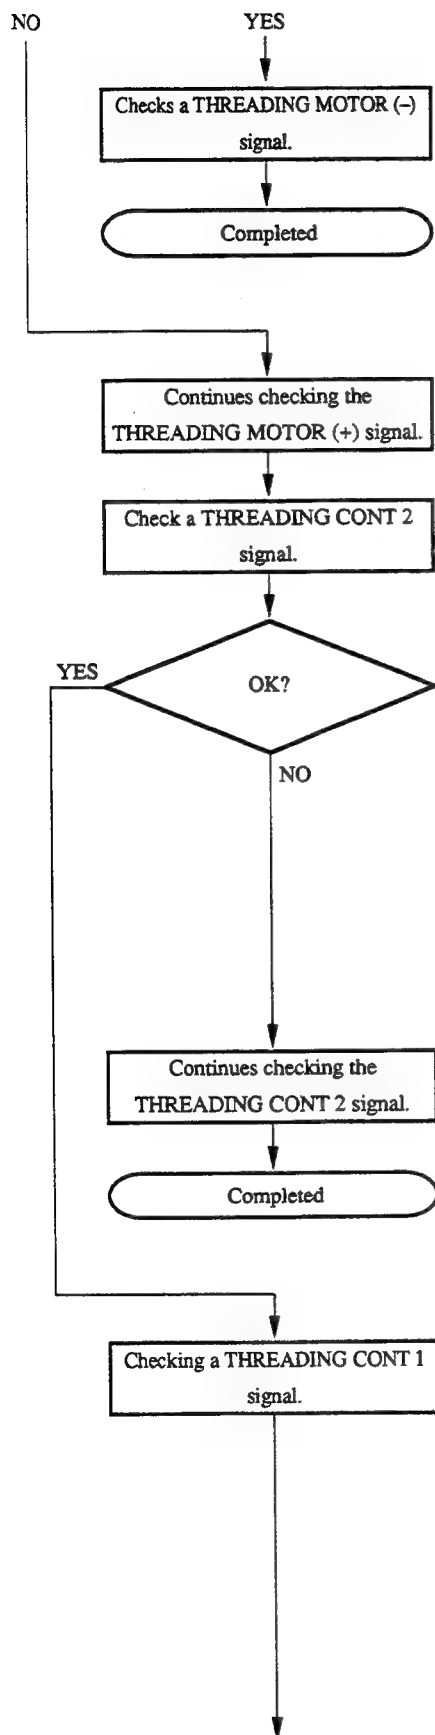 NO
YES
Checks a THREADING MOTOR (–)
signal.
Completed
Continues checking the
THREADING MOTOR (+) signal.
Check a THREADING CONT 2
signal.
YES
OK?
NO
Continues checking the
THREADING CONT 2 signal.
Completed
Checking a THREADING CONT 1
signal.